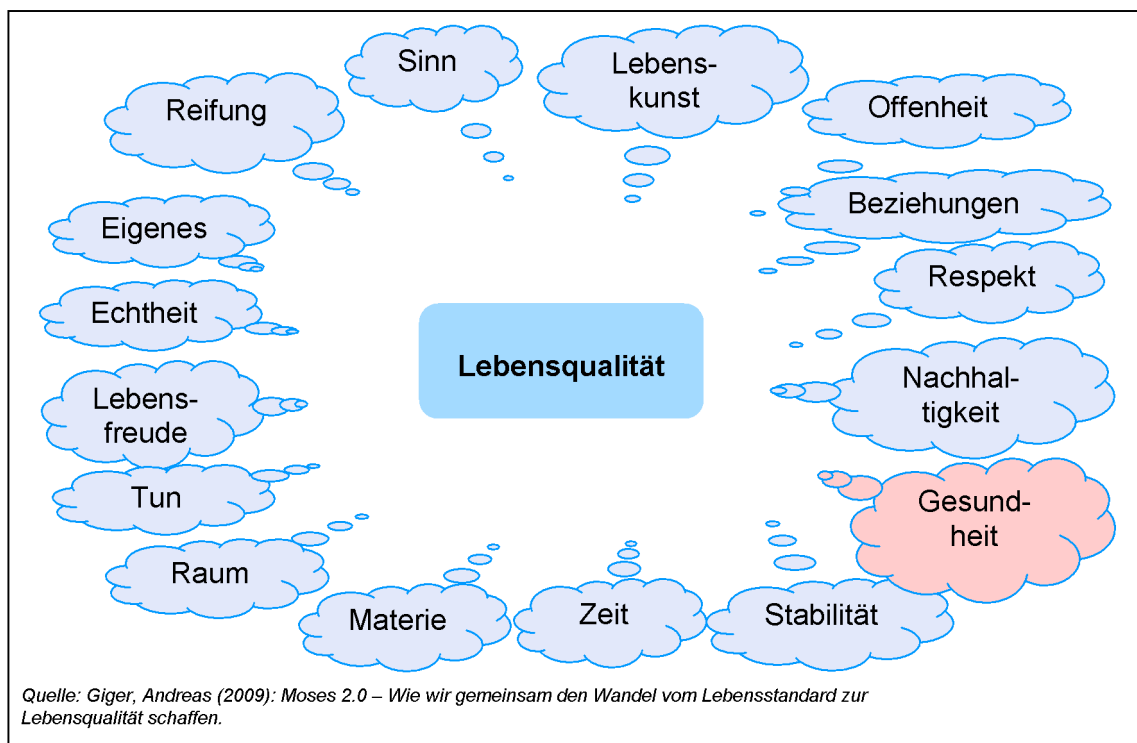 Sinn
Lebens-
kunst
Offenheit
Reifung
Beziehungen
Eigenes
Respekt
Echtheit
Lebensqualität
Nachhal-
tigkeit
Lebens-
freude
Tun
Gesund-
heit
Raum
Materie
Zeit
Stabilität
Quelle: Giger, Andreas (2009): Moses 2.0 – Wie wir gemeinsam den Wandel vom Lebensstandard zur
Lebensqualität schaffen.